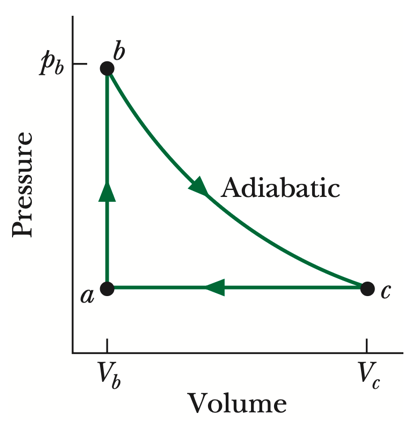 b
p_b
Adiabatic
Pressure
a
c
V_b
V_c
Volume